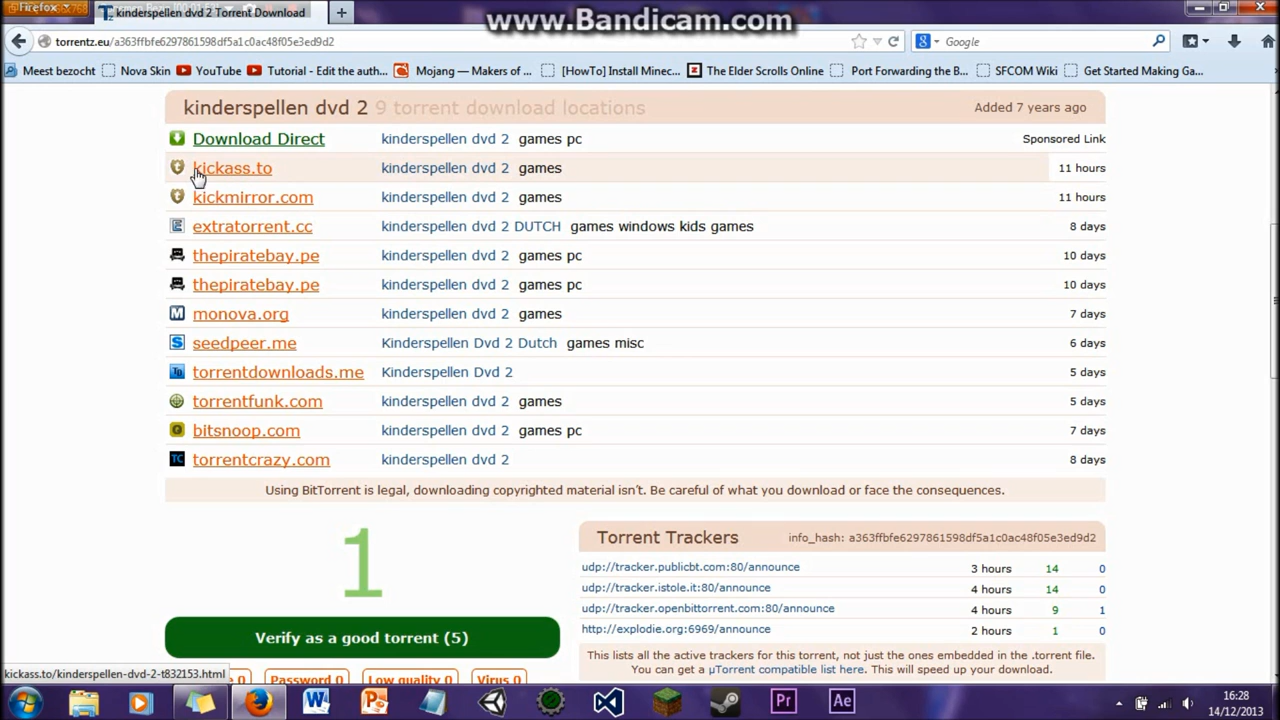 Firefox
kinderspellen dvd 2 Torrent Download
www.Bandicam.com
torrentz.eu/a363ffbfe6297861598df5a1c0ac48f05e3ed9d2
Google
Meest bezocht
Nova Skin
YouTube
Tutorial - Edit the auth...
Mojang — Makers of ...
[HowTo] Install Minec...
The Elder Scrolls Online
Port Forwarding the B...
SFCOM Wiki
Get Started Making Ga...
kinderspellen dvd 2 9 torrent download locations Added 7 years ago
Download Direct kinderspellen dvd 2 games pc Sponsored Link
kickass.to kinderspellen dvd 2 games 11 hours
kickmirror.com kinderspellen dvd 2 games 11 hours
extratorrent.cc kinderspellen dvd 2 DUTCH games windows kids games 8 days
thepiratebay.pe kinderspellen dvd 2 games pc 10 days
thepiratebay.pe kinderspellen dvd 2 games pc 10 days
monova.org kinderspellen dvd 2 games 7 days
seedpeer.me Kinderspellen Dvd 2 Dutch games misc 6 days
torrentdownloads.me Kinderspellen Dvd 2 5 days
torrentfunk.com kinderspellen dvd 2 games 5 days
bitsnoop.com kinderspellen dvd 2 games pc 7 days
torrentcrazy.com kinderspellen dvd 2 8 days
Using BitTorrent is legal, downloading copyrighted material isn't. Be careful of what you download or face the consequences.
1
Verify as a good torrent (5)
Password 0
Low quality 0
Virus 0
Torrent Trackers info_hash: a363ffbfe6297861598df5a1c0ac48f05e3ed9d2
udp://tracker.publicbt.com:80/announce 3 hours 14 0
udp://tracker.istole.it:80/announce 4 hours 14 0
udp://tracker.openbittorrent.com:80/announce 4 hours 9 1
http://explodie.org:6969/announce 2 hours 1 0
This lists all the active trackers for this torrent, not just the ones embedded in the .torrent file.
You can get a µTorrent compatible list here. This will speed up your download.
kickass.to/kinderspellen-dvd-2-t832153.html
16:28
14/12/2013